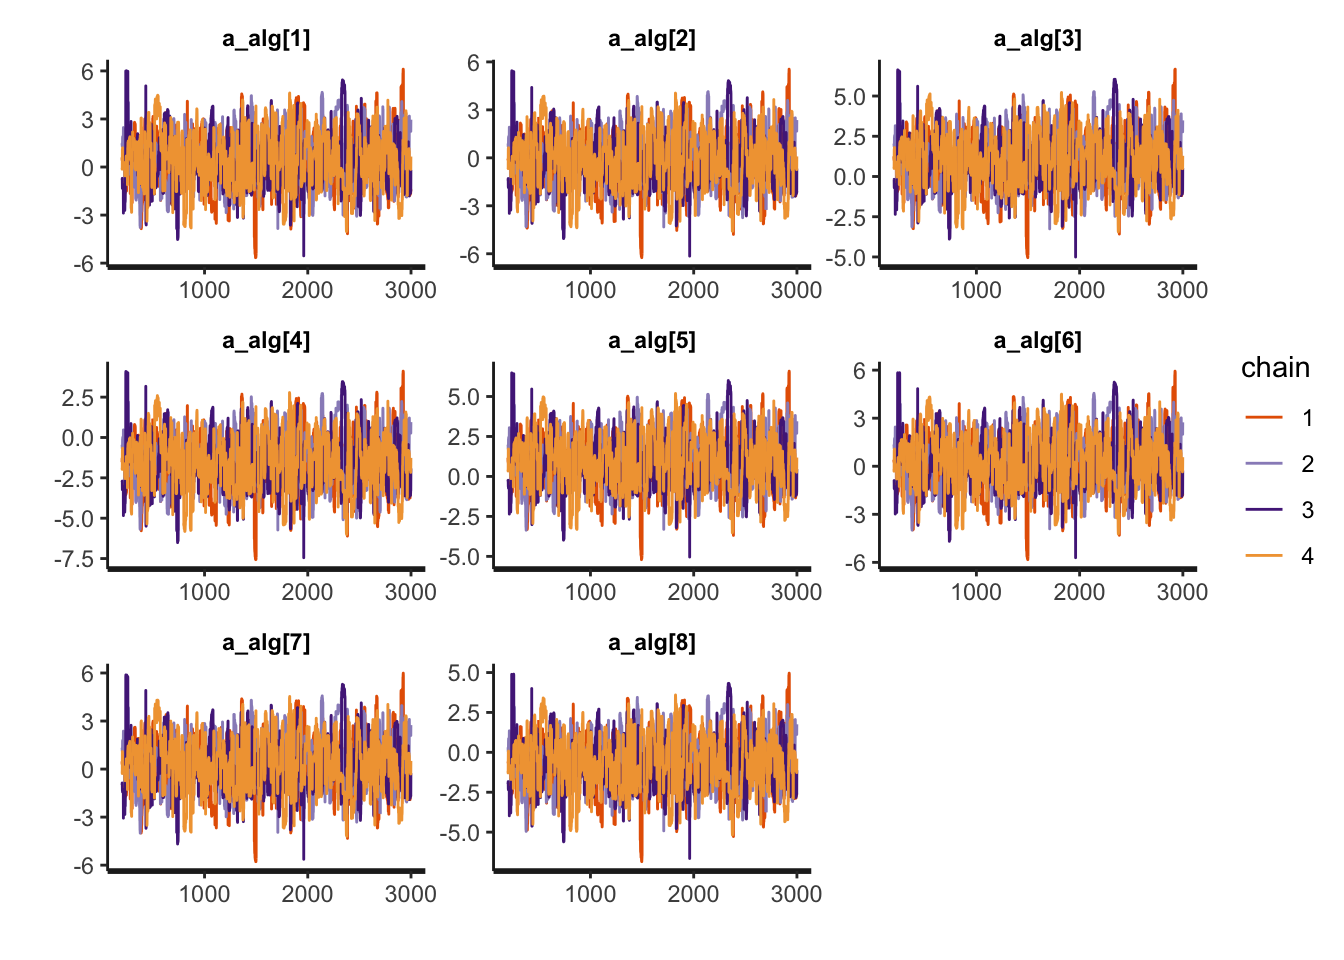 a_alg[1] a_alg[2] a_alg[3]
6 6 5.0
3 3 2.5
0 0 0.0
-3 -3 -2.5
-6 -6 -5.0
1000 2000 3000 1000 2000 3000 1000 2000 3000
a_alg[4] a_alg[5] a_alg[6]
2.5 5.0 6
0.0 2.5 3
-2.5 0.0 0
-5.0 -2.5 -3
-7.5 -5.0 -6
1000 2000 3000 1000 2000 3000 1000 2000 3000
chain
1
2
3
4
a_alg[7] a_alg[8]
6 5.0
3 2.5
0 0.0
-3 -2.5
-6 -5.0
1000 2000 3000 1000 2000 3000